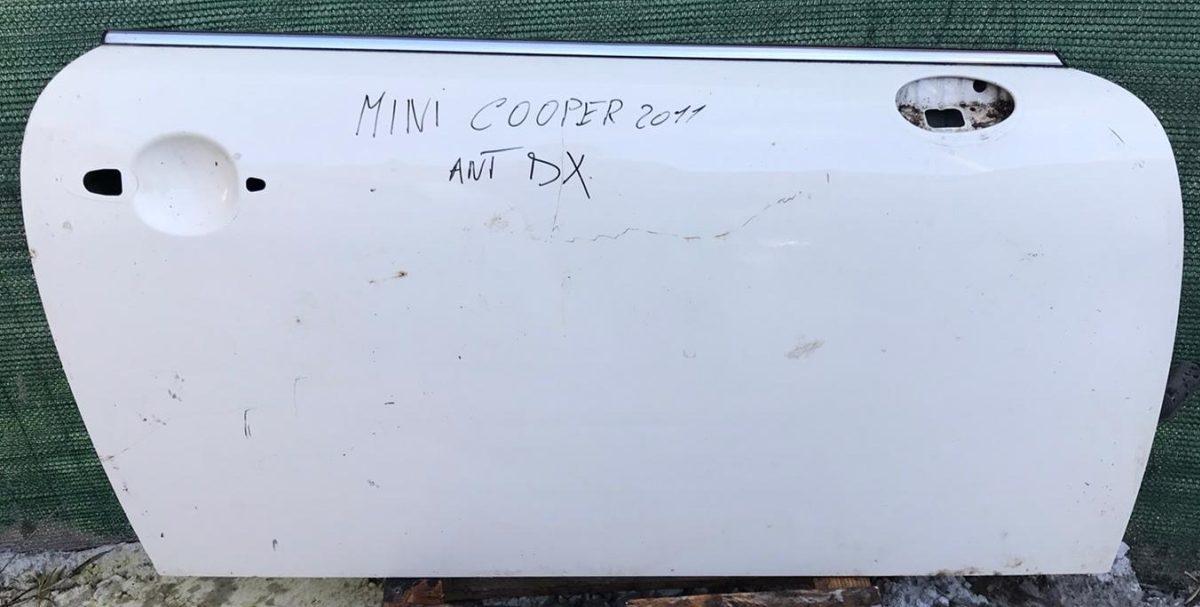 MINI COOPER 2011
ANT DX